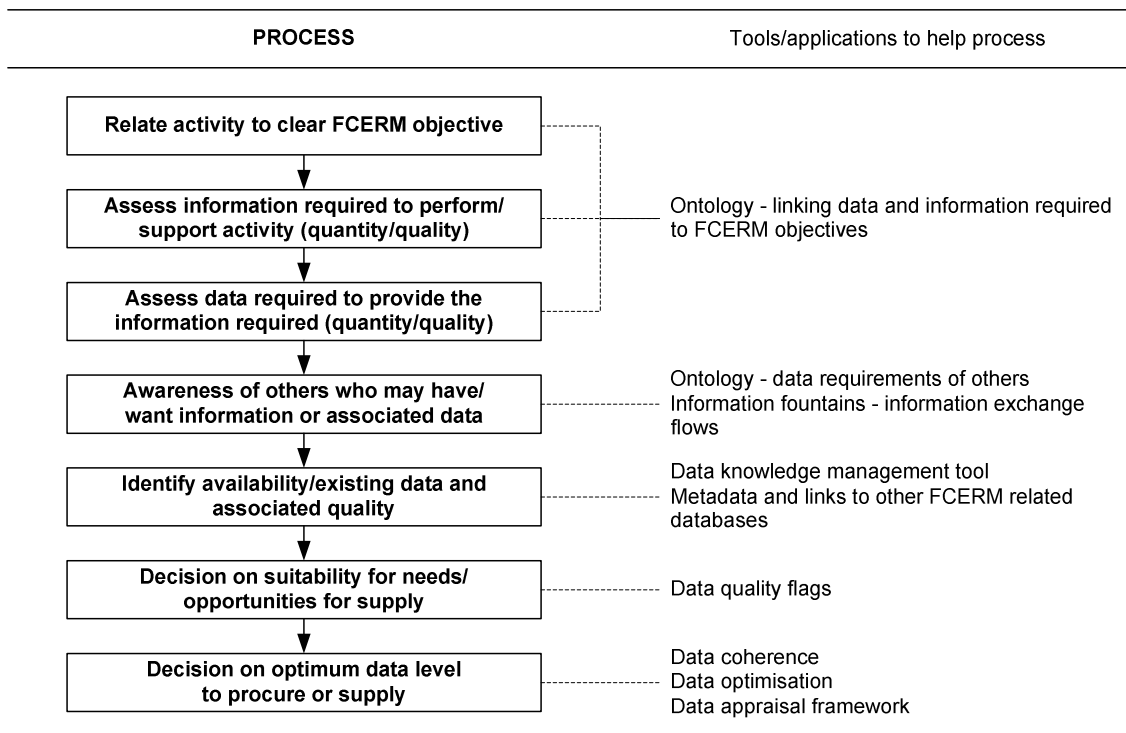 PROCESS
Tools/applications to help process
Relate activity to clear FCERM objective
Assess information required to perform/
support activity (quantity/quality)
Ontology - linking data and information required
to FCERM objectives
Assess data required to provide the
information required (quantity/quality)
Awareness of others who may have/
want information or associated data
Ontology - data requirements of others
Information fountains - information exchange
flows
Identify availability/existing data and
associated quality
Data knowledge management tool
Metadata and links to other FCERM related
databases
Decision on suitability for needs/
opportunities for supply
Data quality flags
Decision on optimum data level
to procure or supply
Data coherence
Data optimisation
Data appraisal framework